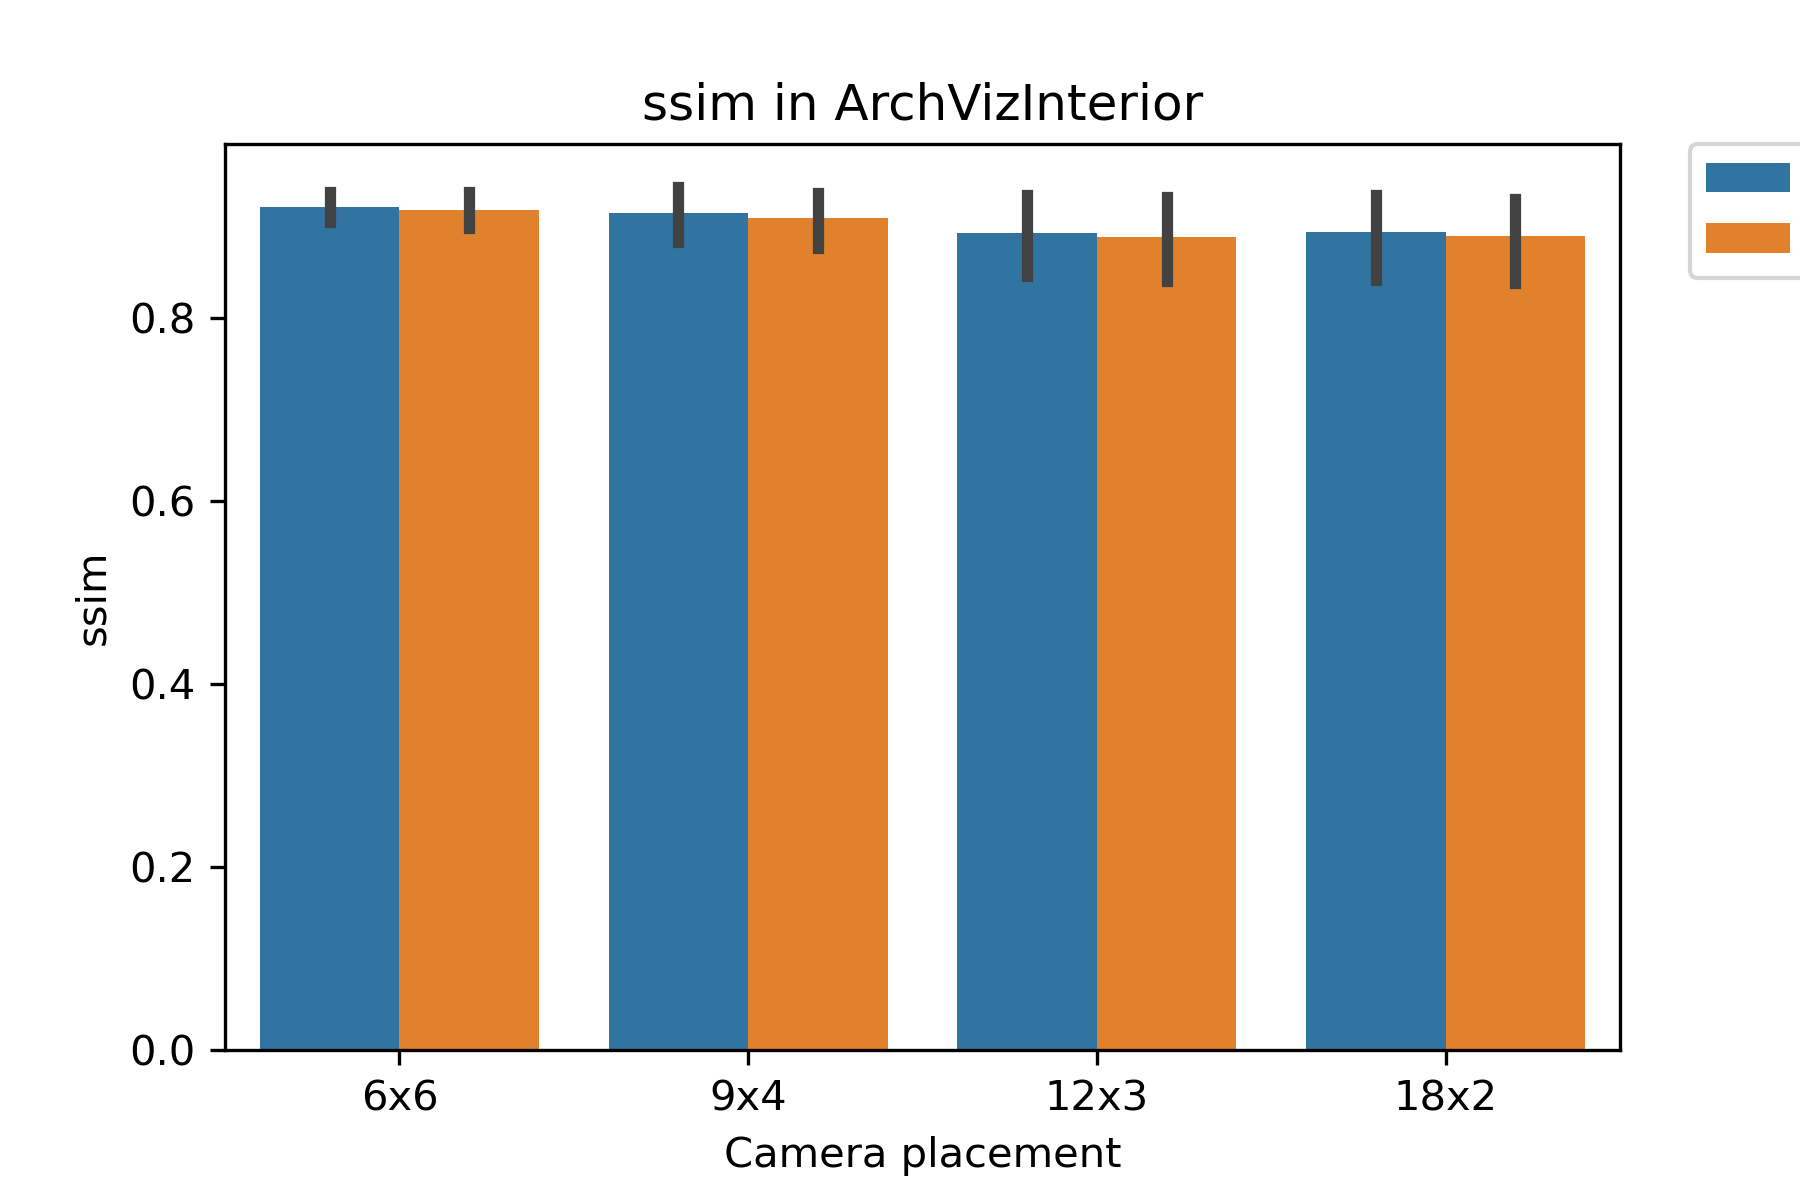 ssim in ArchVizInterior
0.8
0.6
0.4
0.2
0.0
ssim
6x6 9x4 12x3 18x2
Camera placement